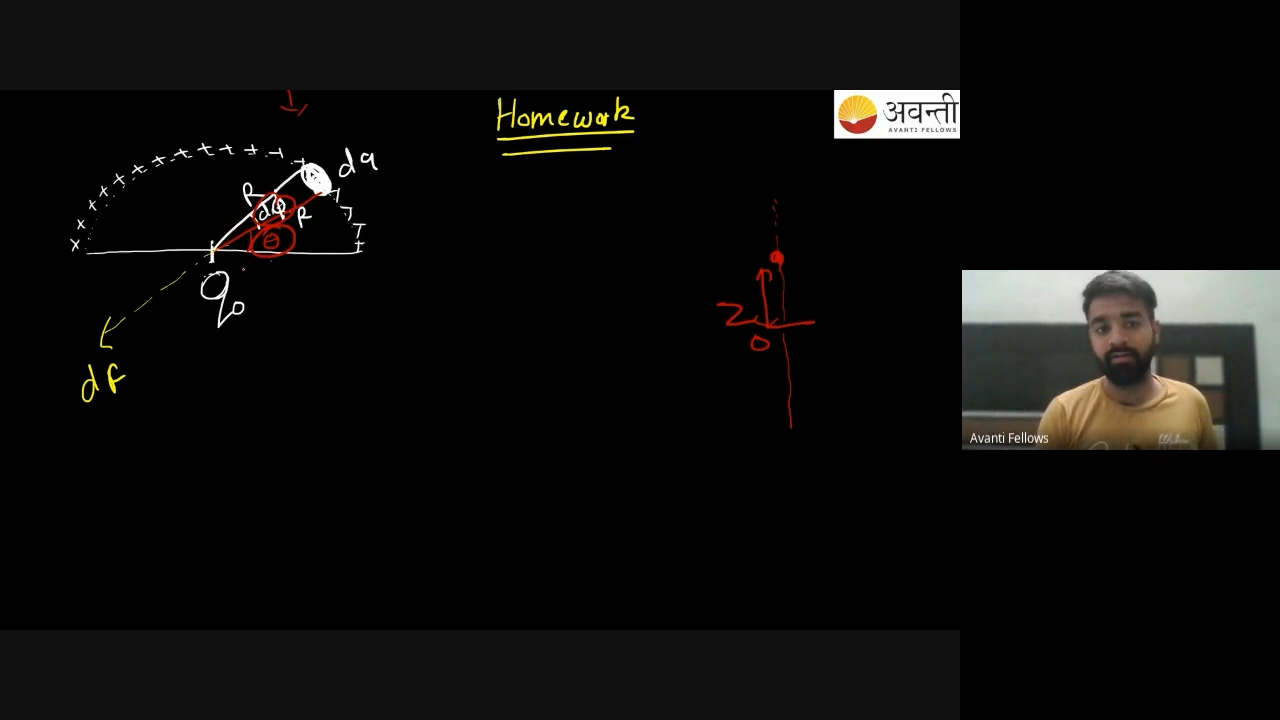 Homework
अवन्ती
AVANTI FELLOWS
dq
R
dθ
R
θ
q₀
dF
Z
O
Avanti Fellows